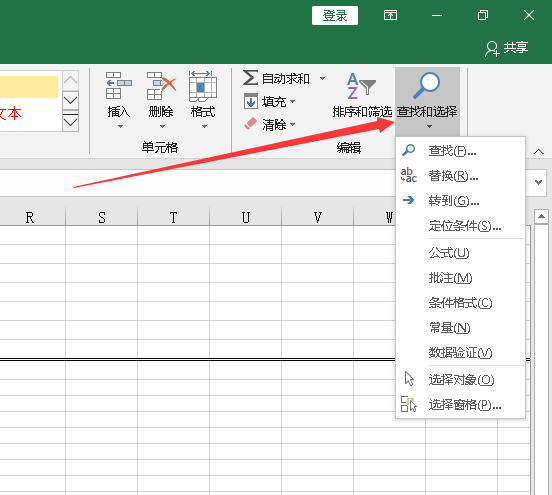 登录
共享
文本
插入
删除
格式
单元格
自动求和
填充
清除
排序和筛选
查找和选择
编辑
查找(F)...
替换(R)...
转到(G)...
定位条件(S)...
公式(U)
批注(M)
条件格式(C)
常量(N)
数据验证(V)
选择对象(O)
选择窗格(P)...
R S T U V W